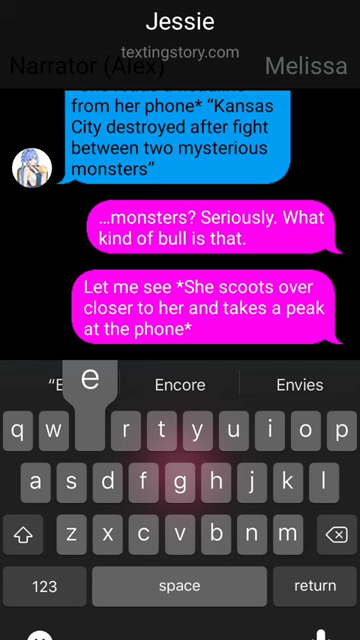 Jessie
textingstory.com
Narrator (Alex)
Melissa
from her phone* “Kansas
City destroyed after fight
between two mysterious
monsters”
...monsters? Seriously. What
kind of bull is that.
Let me see *She scoots over
closer to her and takes a peak
at the phone*
“E
e
Encore
Envies
q w r t y u i o p
a s d f g h j k l
z x c v b n m
123 space return